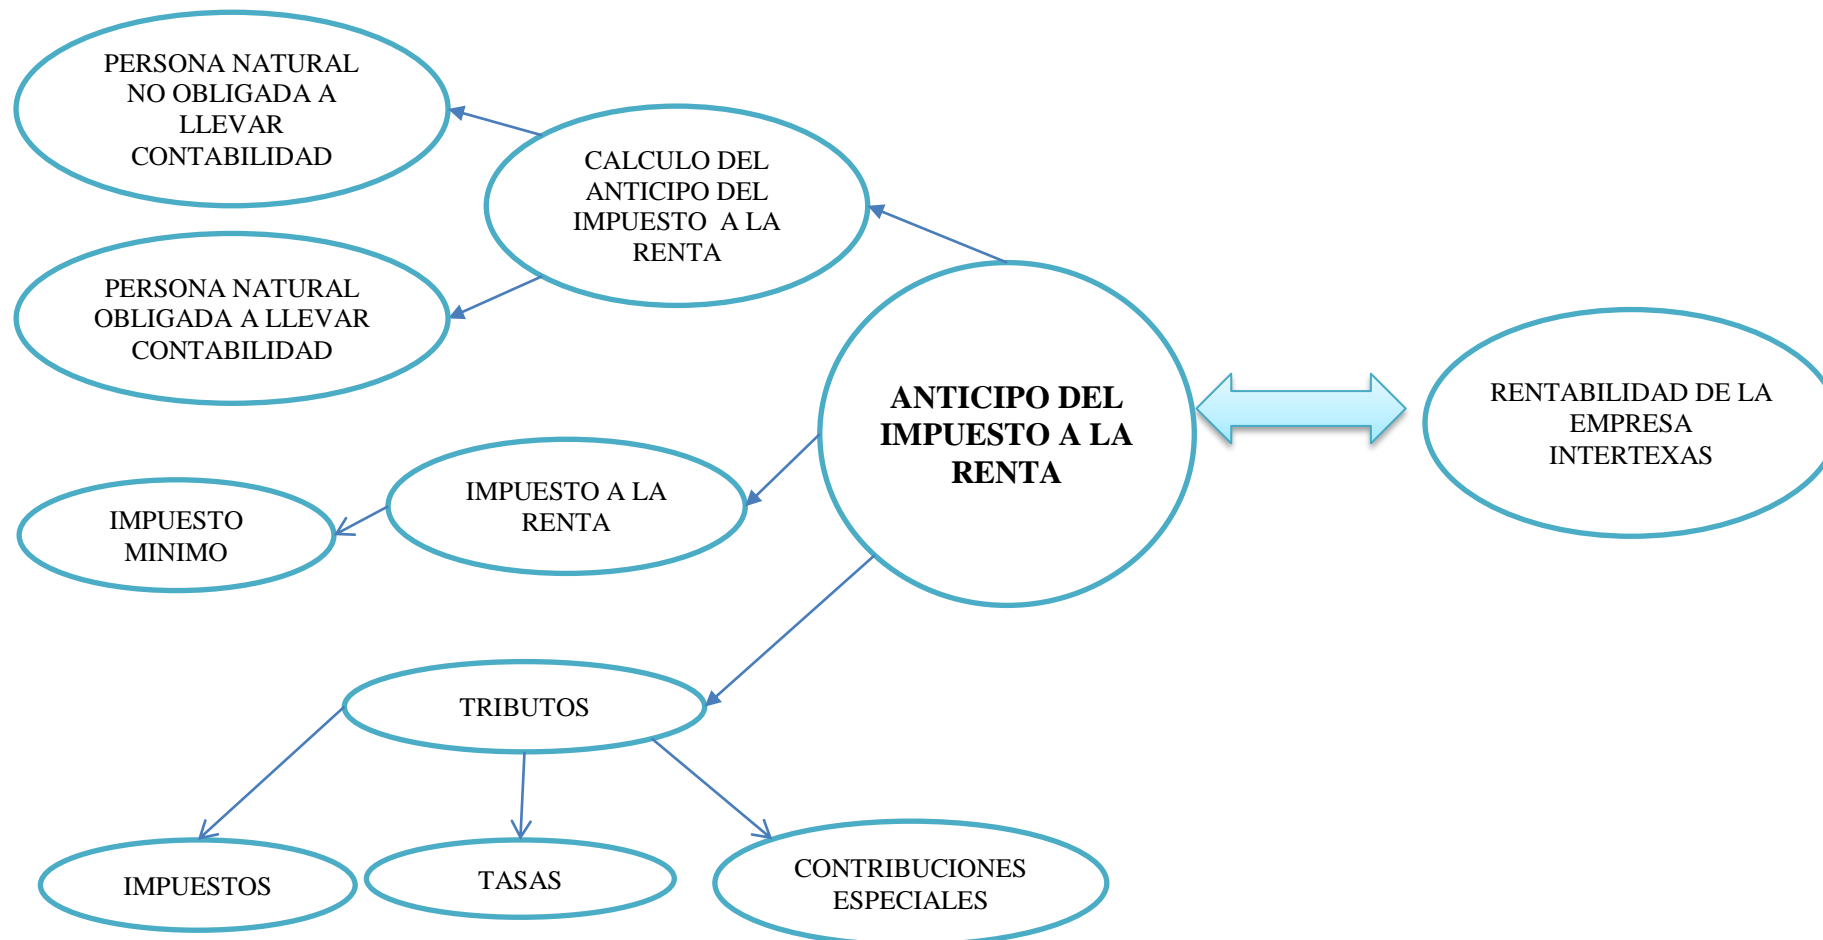 PERSONA NATURAL
NO OBLIGADA A
LLEVAR
CONTABILIDAD
CALCULO DEL
ANTICIPO DEL
IMPUESTO A LA
RENTA
PERSONA NATURAL
OBLIGADA A LLEVAR
CONTABILIDAD
ANTICIPO DEL
IMPUESTO A LA
RENTA
RENTABILIDAD DE LA
EMPRESA
INTERTEXAS
IMPUESTO A LA
RENTA
IMPUESTO
MINIMO
TRIBUTOS
IMPUESTOS
TASAS
CONTRIBUCIONES
ESPECIALES